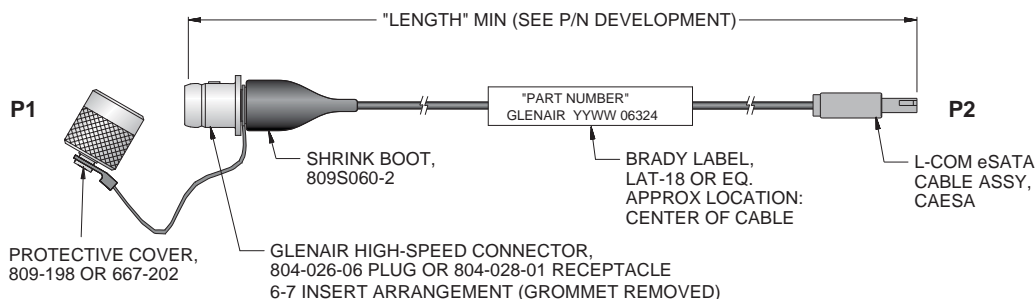 "LENGTH" MIN (SEE P/N DEVELOPMENT)
P1
"PART NUMBER"
GLENAIR YYWW 06324
P2
SHRINK BOOT,
809S060-2
BRADY LABEL,
LAT-18 OR EQ.
APPROX LOCATION:
CENTER OF CABLE
L-COM eSATA
CABLE ASSY,
CAESA
PROTECTIVE COVER,
809-198 OR 667-202
GLENAIR HIGH-SPEED CONNECTOR,
804-026-06 PLUG OR 804-028-01 RECEPTACLE
6-7 INSERT ARRANGEMENT (GROMMET REMOVED)